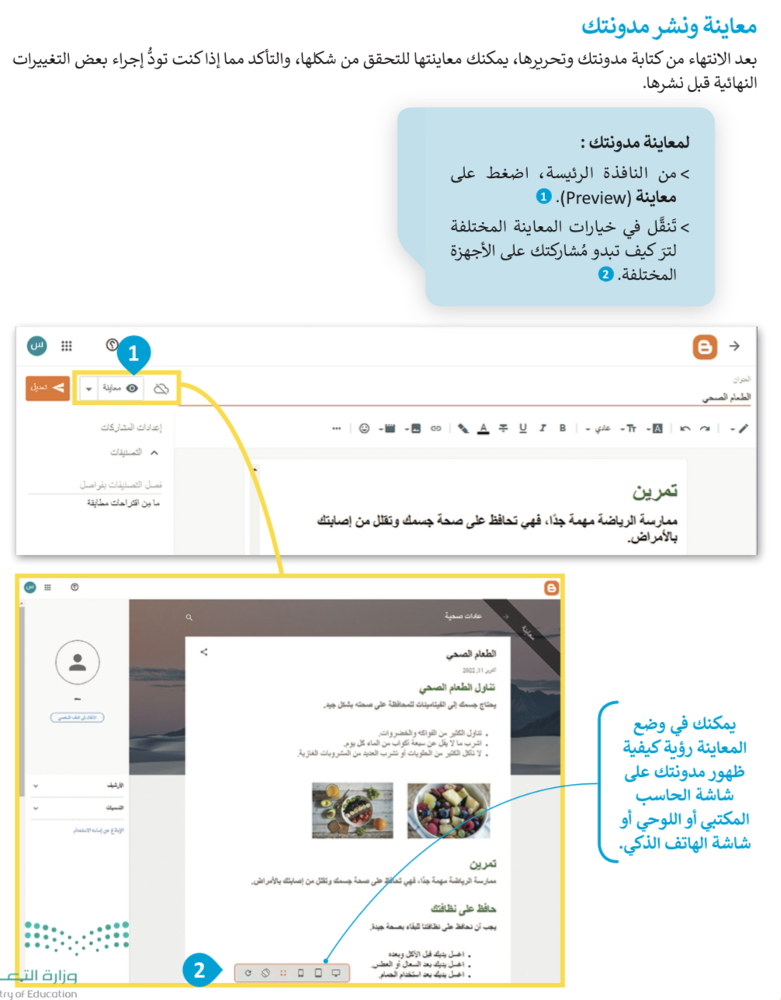 معاينة ونشر مدونتك
بعد الانتهاء من كتابة مدونتك وتحريرها، يمكنك معاينتها للتحقق من شكلها، والتأكد مما إذا كنت تودُّ إجراء بعض التغييرات
النهائية قبل نشرها.
لمعاينة مدونتك :
> من النافذة الرئيسة، اضغط على
معاينة (Preview). 1
> تَنقَّل في خيارات المعاينة المختلفة
لترَ كيف تبدو مُشاركتك على الأجهزة
المختلفة. 2
س
1
العنوان
الطعام الصحي
معاينة
تعديل
عادي
B I U A
إعدادات المشاركات
التصنيفات
فصل التصنيفات بفواصل
ما من اقتراحات مطابقة
تمرين
ممارسة الرياضة مهمة جدًا، فهي تحافظ على صحة جسمك وتقلل من إصابتك
بالأمراض.
عادات صحية
معاينة
الطعام الصحي
أكتوبر 11, 2022
تناول الطعام الصحي
يحتاج جسمك إلى الفيتامينات للمحافظة على صحته بشكل جيد.
• تناول الكثير من الفواكه والخضروات.
• اشرب ما لا يقل عن سبعة أكواب من الماء كل يوم.
• لا تأكل الكثير من الحلويات أو تشرب العديد من المشروبات الغازية.
الأرشيف
التسميات
الإبلاغ عن إساءة الاستخدام
تمرين
ممارسة الرياضة مهمة جدًا، فهي تحافظ على صحة جسمك وتقلل من إصابتك بالأمراض.
حافظ على نظافتك
يجب أن نحافظ على نظافتنا للبقاء بصحة جيدة.
• اغسل يديك قبل الأكل وبعده
• اغسل يديك بعد السعال أو العطس.
• اغسل يديك بعد استخدام الحمام.
2
يمكنك في وضع
المعاينة رؤية كيفية
ظهور مدونتك على
شاشة الحاسب
المكتبي أو اللوحي أو
شاشة الهاتف الذكي.
وزارة التعـ
try of Education